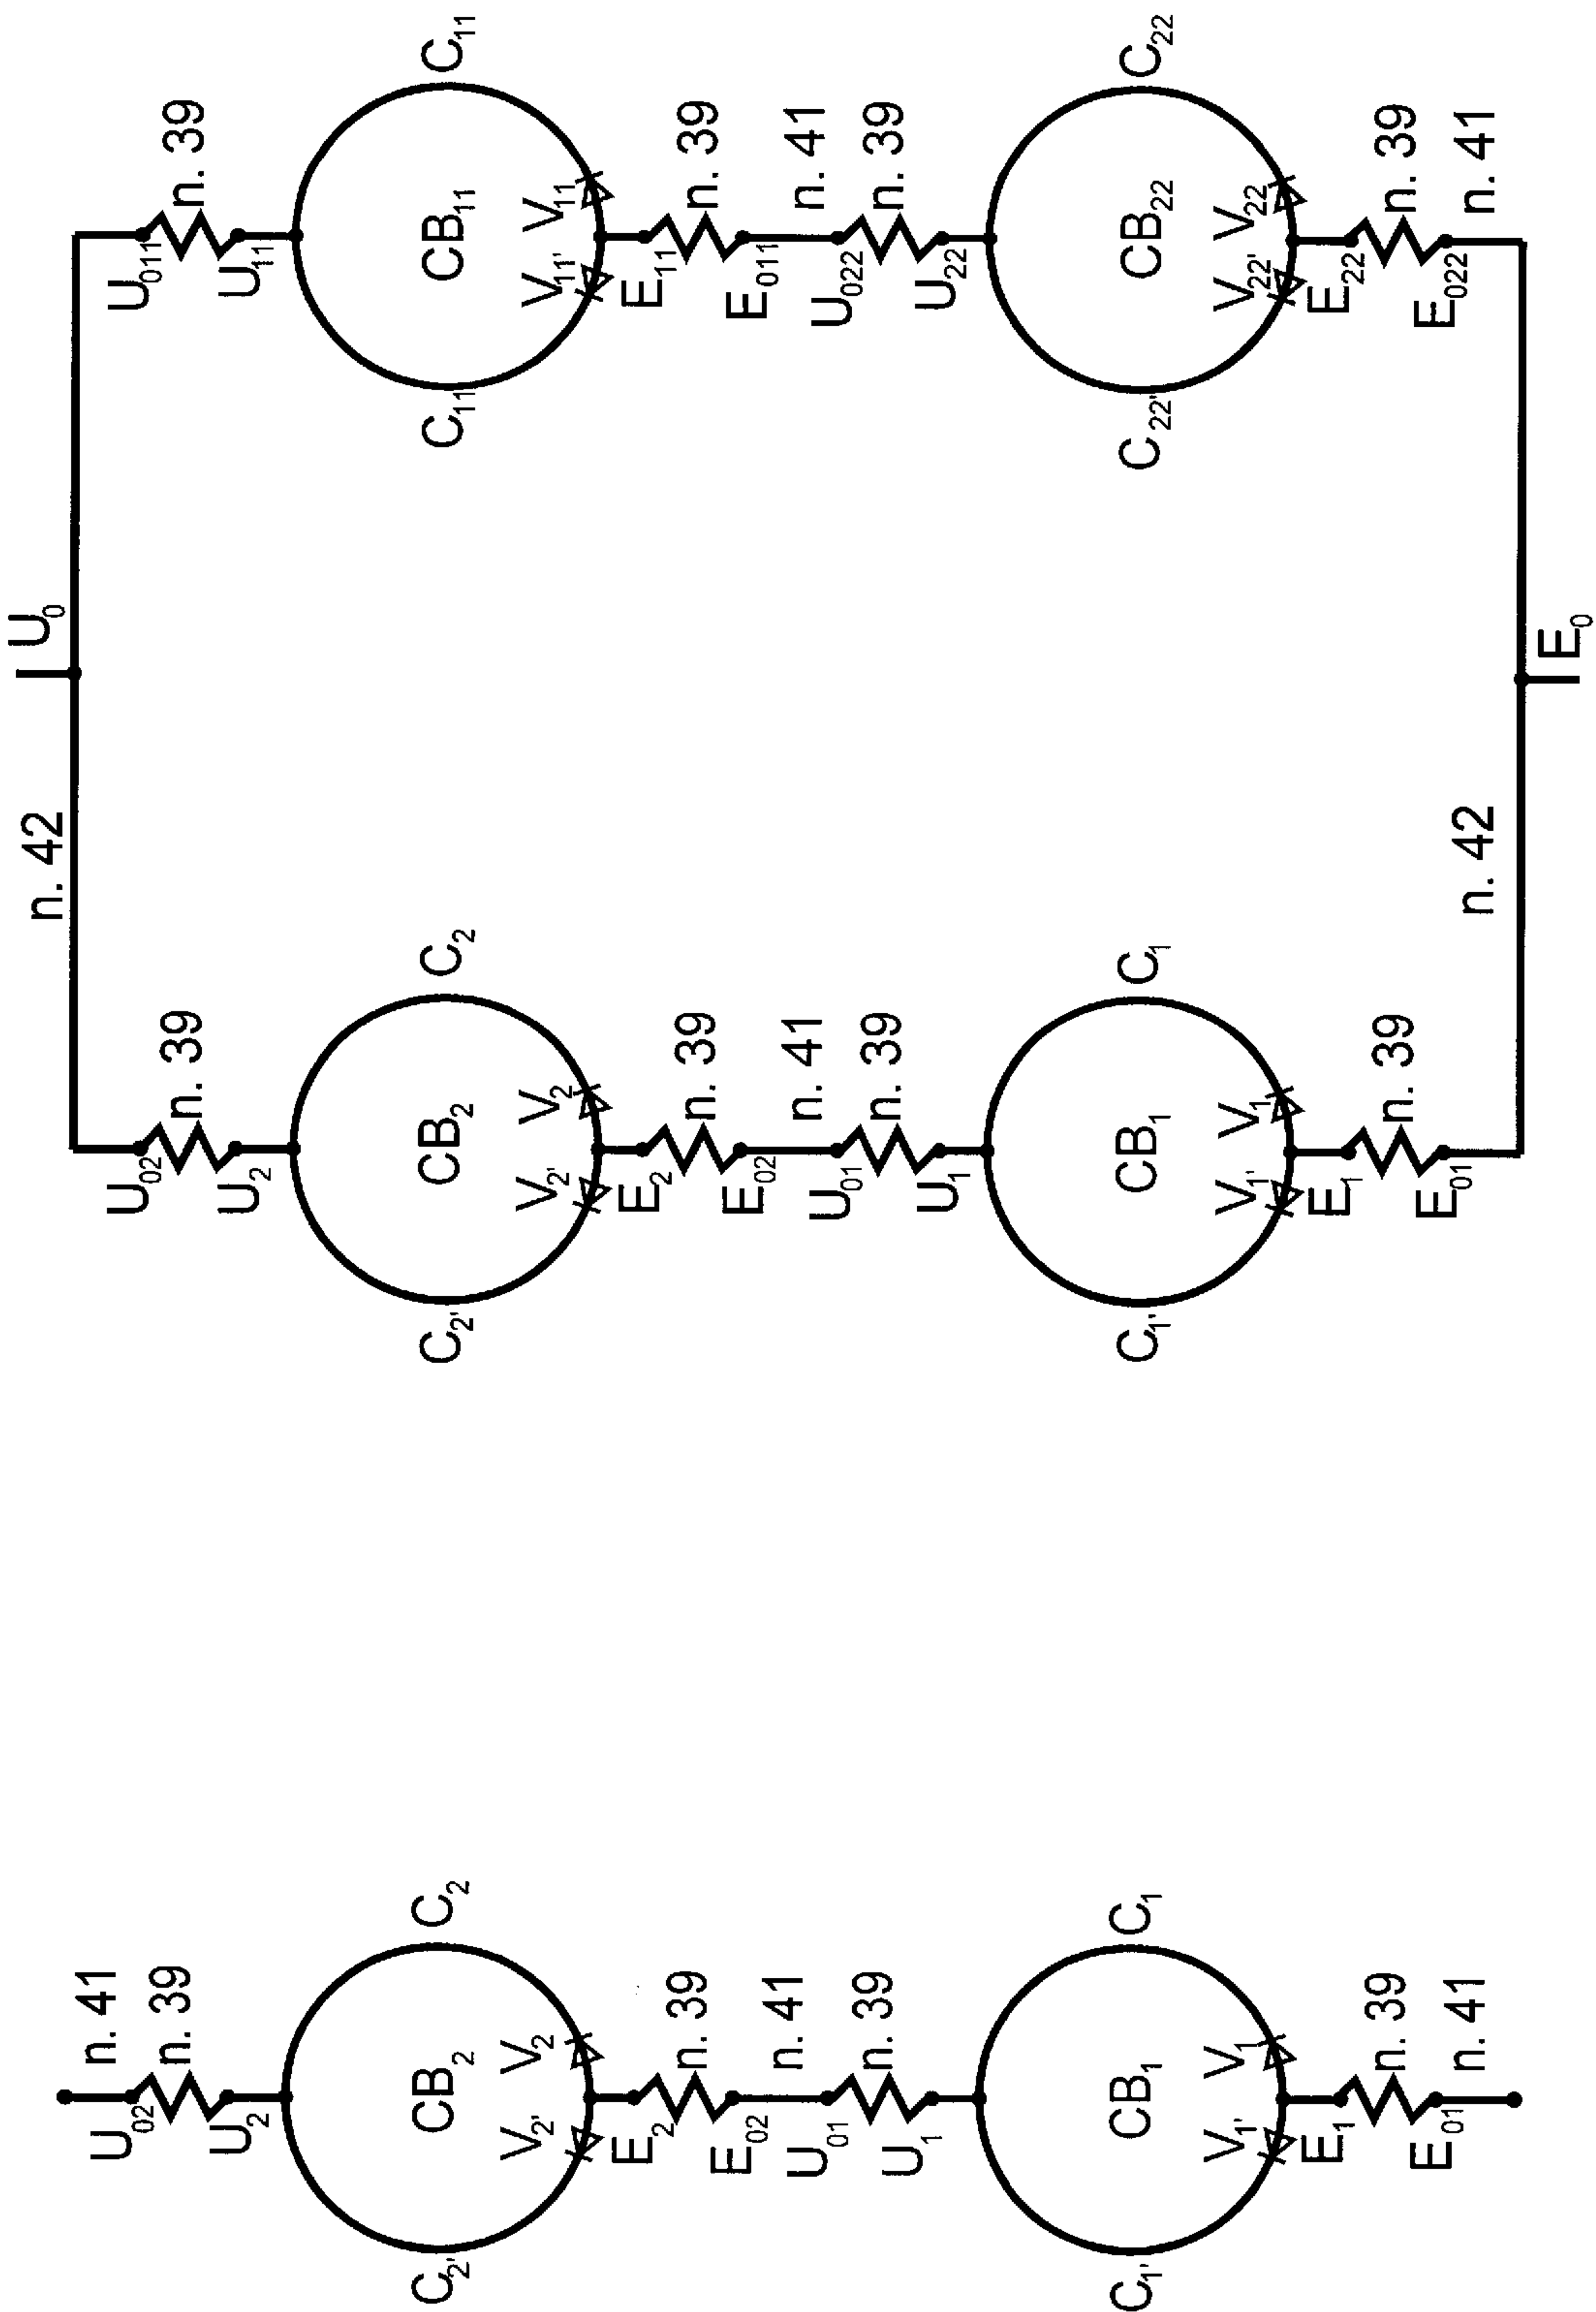 n. 41
U₀₂ n. 39
U₂
C₂' CB₂ C₂
V₂' V₂
E₂ n. 39
E₀₂ n. 41
U₀₁ n. 39
U₁
C₁' CB₁ C₁
V₁' V₁
E₁ n. 39
E₀₁ n. 41
n. 42 U₀
U₀₂ n. 39
U₂
C₂' CB₂ C₂
V₂' V₂
E₂ n. 39
E₀₂ n. 41
U₀₁ n. 39
U₁
C₁' CB₁ C₁
V₁' V₁
E₁ n. 39
E₀₁
n. 42
E₀
U₀₁₁ n. 39
U₁₁
C₁₁ CB₁₁ C₁₁
V₁₁' V₁₁
E₁₁ n. 39
E₀₁₁ n. 41
U₀₂₂ n. 39
U₂₂
C₂₂' CB₂₂ C₂₂
V₂₂' V₂₂
E₂₂ n. 39
E₀₂₂ n. 41